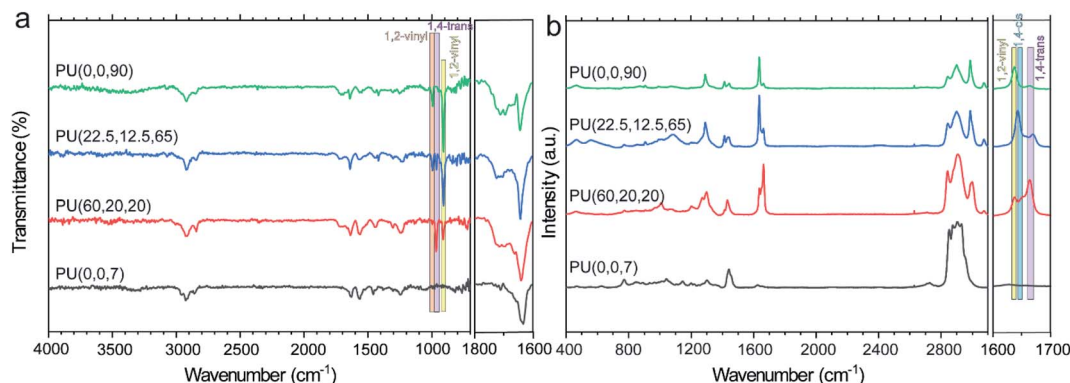 a
1,2-vinyl
1,4-trans
1,2-vinyl
PU(0,0,90)
PU(22.5,12.5,65)
PU(60,20,20)
PU(0,0,7)
Transmittance (%)
4000 3500 3000 2500 2000 1500 1000 1800 1600
Wavenumber (cm-1)
b
1,2-vinyl
1,4-cis
1,4-trans
PU(0,0,90)
PU(22.5,12.5,65)
PU(60,20,20)
PU(0,0,7)
Intensity (a.u.)
400 800 1200 1600 2000 2400 2800 1600 1700
Wavenumber (cm-1)